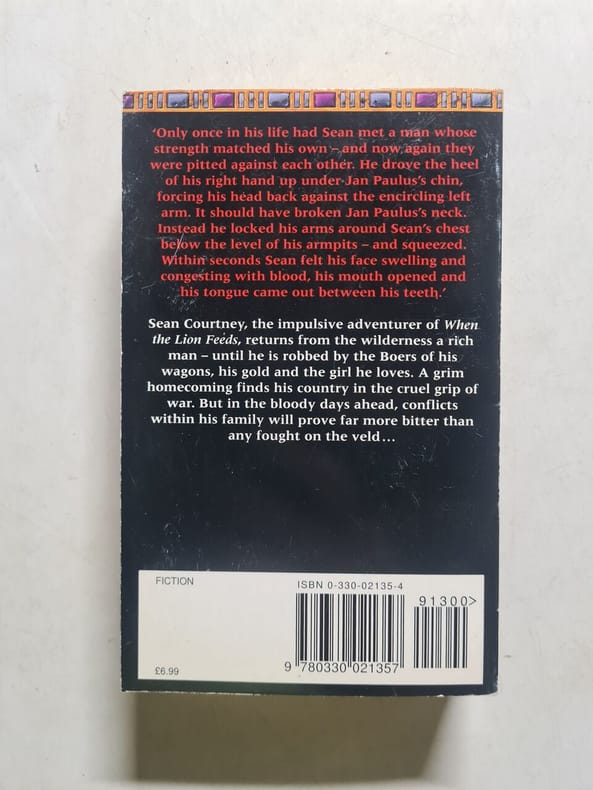 ‘Only once in his life had Sean met a man whose
strength matched his own – and now again they
were pitted against each other. He drove the heel
of his right hand up under Jan Paulus’s chin,
forcing his head back against the encircling left
arm. It should have broken Jan Paulus’s neck.
Instead he locked his arms around Sean’s chest
below the level of his armpits – and squeezed.
Within seconds Sean felt his face swelling and
congesting with blood, his mouth opened and
his tongue came out between his teeth.’
Sean Courtney, the impulsive adventurer of When
the Lion Feeds, returns from the wilderness a rich
man – until he is robbed by the Boers of his
wagons, his gold and the girl he loves. A grim
homecoming finds his country in the cruel grip of
war. But in the bloody days ahead, conflicts
within his family will prove far more bitter than
any fought on the veld...
FICTION
ISBN 0-330-02135-4
91300>
9 780330 021357
£6.99